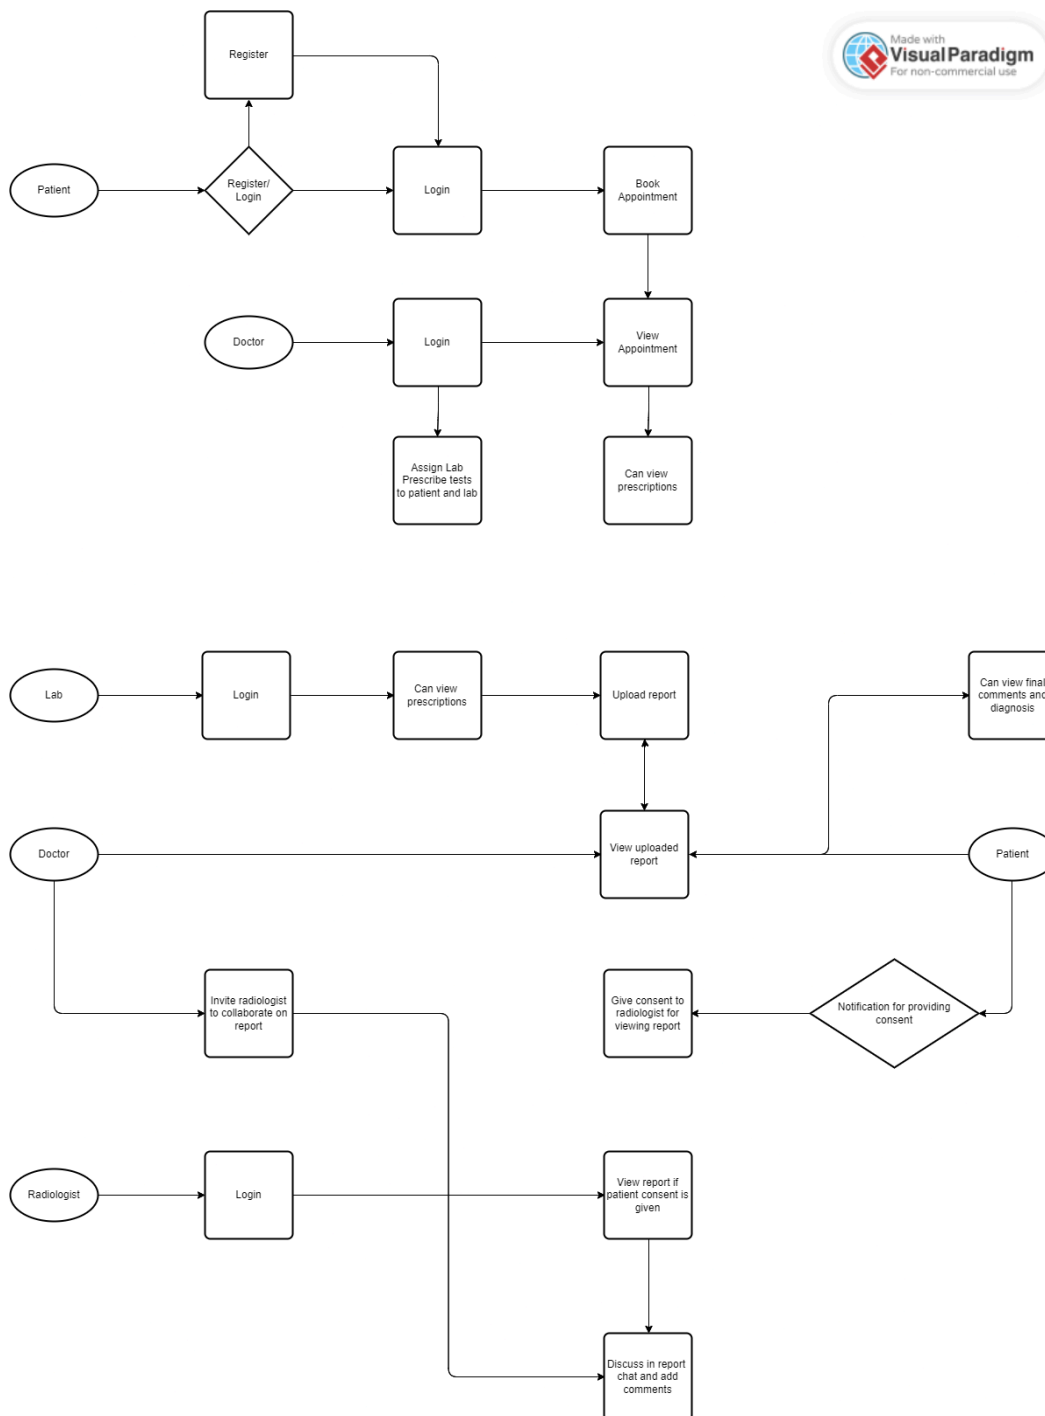 Made with
Visual Paradigm
For non-commercial use
Register
Patient
Register/
Login
Login
Book
Appointment
Doctor
Login
View
Appointment
Assign Lab
Prescribe tests
to patient and lab
Can view
prescriptions
Lab
Login
Can view
prescriptions
Upload report
Can view final
comments and
diagnosis
Doctor
View uploaded
report
Patient
Invite radiologist
to collaborate on
report
Give consent to
radiologist for
viewing report
Notification for providing
consent
Radiologist
Login
View report if
patient consent is
given
Discuss in report
chat and add
comments